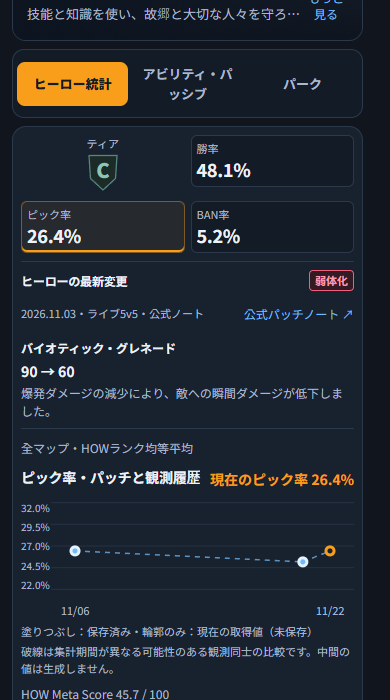 技能と知識を使い、故郷と大切な人々を守ろ…
見る
ヒーロー統計
アビリティ・パ
ッシブ
パーク
ティア
C
勝率
48.1%
ピック率
26.4%
BAN率
5.2%
ヒーローの最新変更
弱体化
2026.11.03・ライブ5v5・公式ノート
公式パッチノート ↗
バイオティック・グレネード
90 → 60
爆発ダメージの減少により、敵への瞬間ダメージが低下しま
した。
全マップ・HOWランク均等平均
ピック率・パッチと観測履歴
現在のピック率 26.4%
32.0%
29.5%
27.0%
24.5%
22.0%
11/06
11/22
塗りつぶし：保存済み・輪郭のみ：現在の取得値（未保存）
破線は集計期間が異なる可能性のある観測同士の比較です。中間の
値は生成しません。
HOW Meta Score 45.7 / 100